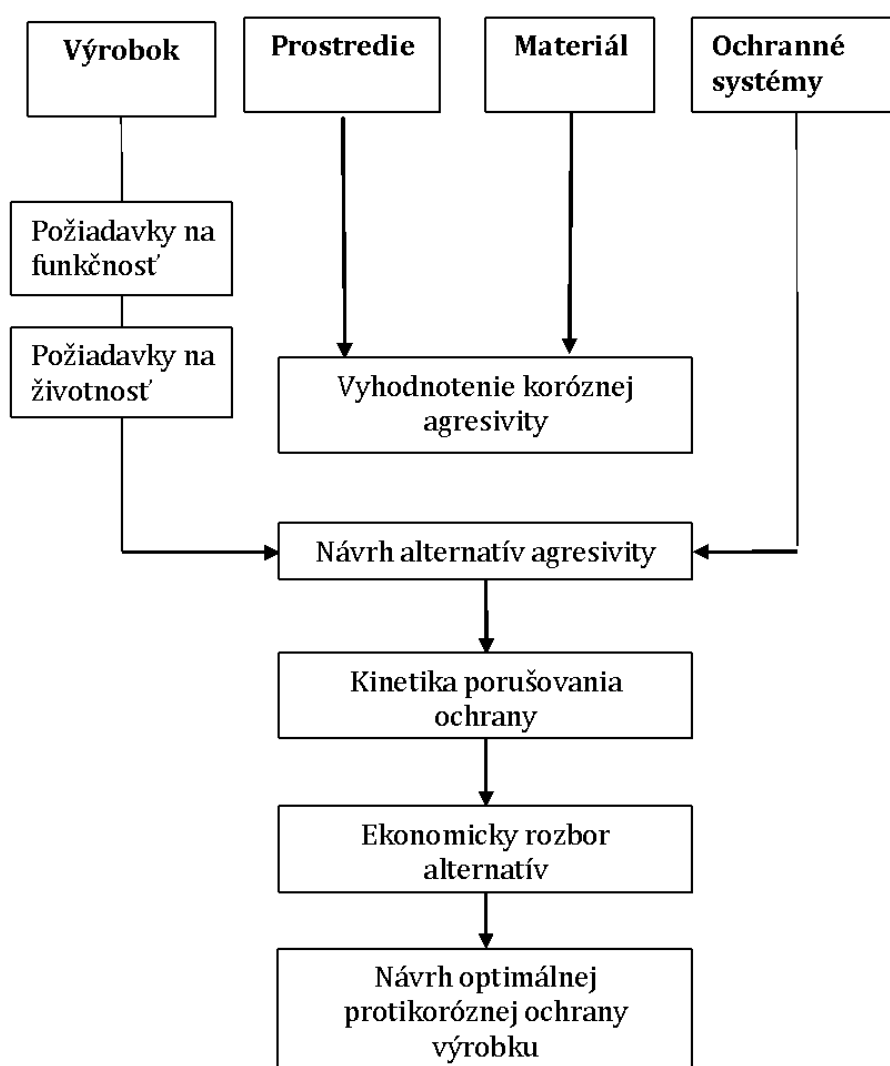 Výrobok
Prostredie
Materiál
Ochranné
systémy
Požiadavky na
funkčnosť
Požiadavky na
životnosť
Vyhodnotenie koróznej
agresivity
Návrh alternatív agresivity
Kinetika porušovania
ochrany
Ekonomicky rozbor
alternatív
Návrh optimálnej
protikoróznej ochrany
výrobku